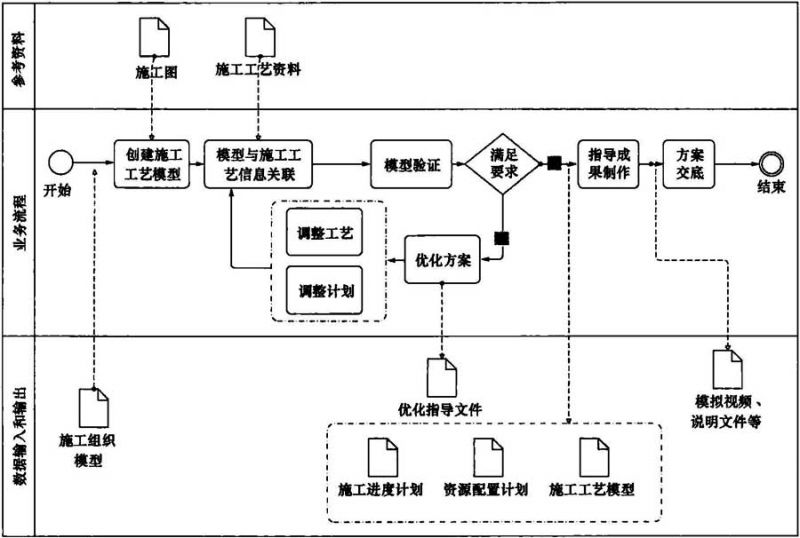 参考资料
施工图
施工工艺资料
业务流程
开始
创建施工
工艺模型
模型与施工工
艺信息关联
模型验证
满足
要求
指导成
果制作
方案
交底
结束
调整工艺
调整计划
优化方案
数据输入和输出
施工组织
模型
优化指导文件
模拟视频、
说明文件等
施工进度计划
资源配置计划
施工工艺模型